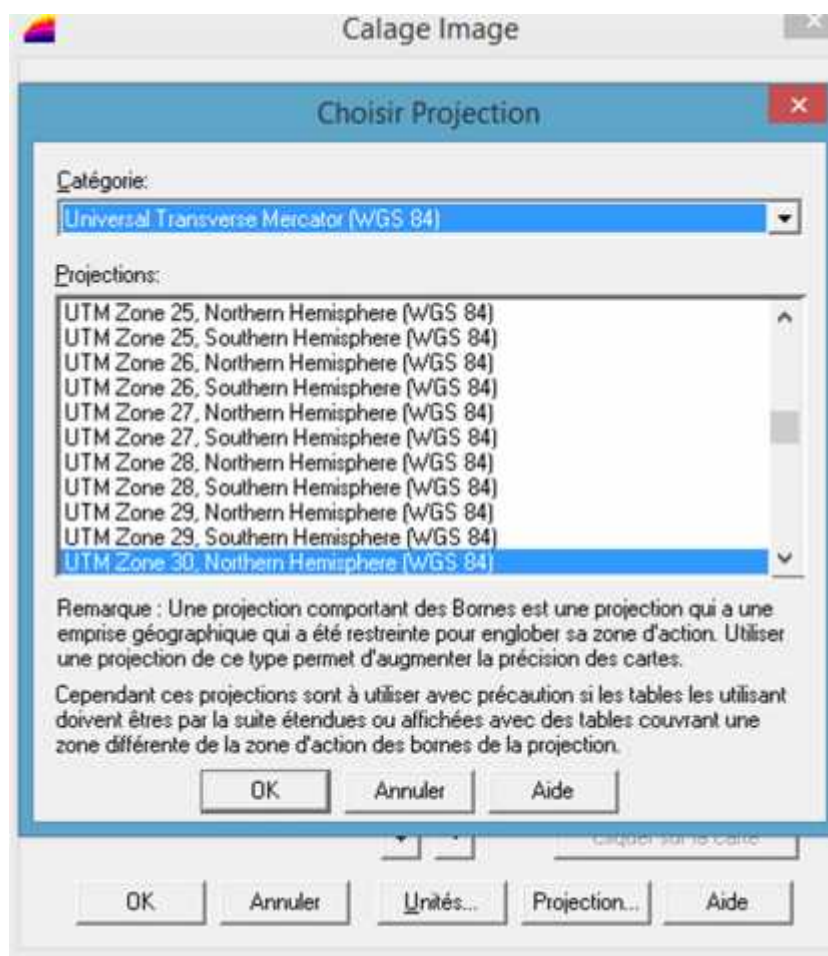 Calage Image
Choisir Projection
Catégorie:
Universal Transverse Mercator (WGS 84)
Projections:
UTM Zone 25, Northern Hemisphere (WGS 84)
UTM Zone 25, Southern Hemisphere (WGS 84)
UTM Zone 26, Northern Hemisphere (WGS 84)
UTM Zone 26, Southern Hemisphere (WGS 84)
UTM Zone 27, Northern Hemisphere (WGS 84)
UTM Zone 27, Southern Hemisphere (WGS 84)
UTM Zone 28, Northern Hemisphere (WGS 84)
UTM Zone 28, Southern Hemisphere (WGS 84)
UTM Zone 29, Northern Hemisphere (WGS 84)
UTM Zone 29, Southern Hemisphere (WGS 84)
UTM Zone 30, Northern Hemisphere (WGS 84)
Remarque : Une projection comportant des Bornes est une projection qui a une
emprise géographique qui a été restreinte pour englober sa zone d'action. Utiliser
une projection de ce type permet d'augmenter la précision des cartes.
Cependant ces projections sont à utiliser avec précaution si les tables les utilisant
doivent êtres par la suite étendues ou affichées avec des tables couvrant une
zone différente de la zone d'action des bornes de la projection.
OK Annuler Aide
Cliquer sur la carte
OK Annuler Unités... Projection... Aide